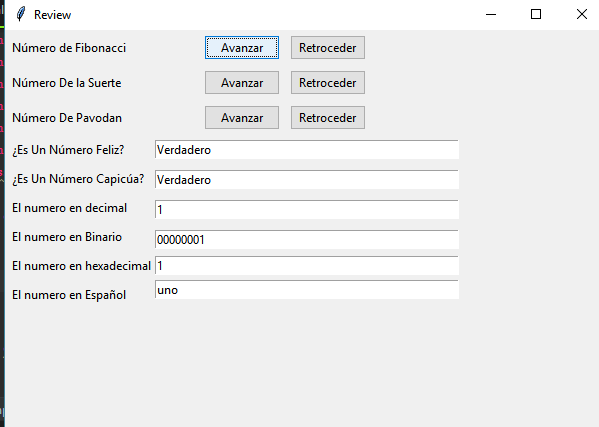 Review
Número de Fibonacci Avanzar Retroceder
Número De la Suerte Avanzar Retroceder
Número De Pavodan Avanzar Retroceder
¿Es Un Número Feliz? Verdadero
¿Es Un Número Capicúa? Verdadero
El numero en decimal 1
El numero en Binario 00000001
El numero en hexadecimal 1
El numero en Español uno